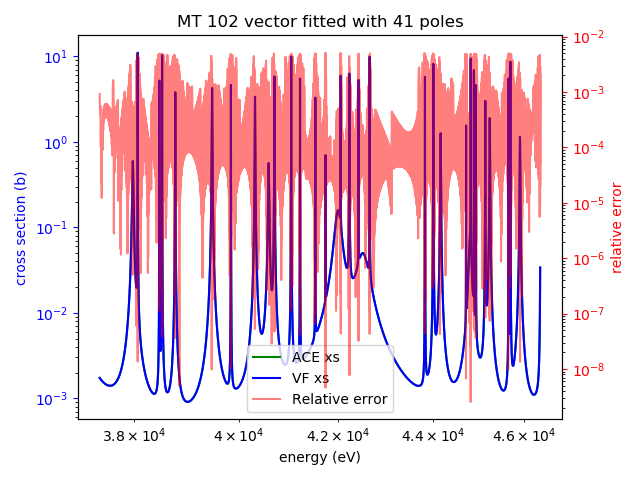 MT 102 vector fitted with 41 poles
cross section (b)
10¹
10⁰
10⁻¹
10⁻²
10⁻³
10⁻²
10⁻³
10⁻⁴
10⁻⁵
10⁻⁶
10⁻⁷
10⁻⁸
relative error
ACE xs
VF xs
Relative error
3.8 × 10⁴ 4 × 10⁴ 4.2 × 10⁴ 4.4 × 10⁴ 4.6 × 10⁴
energy (eV)